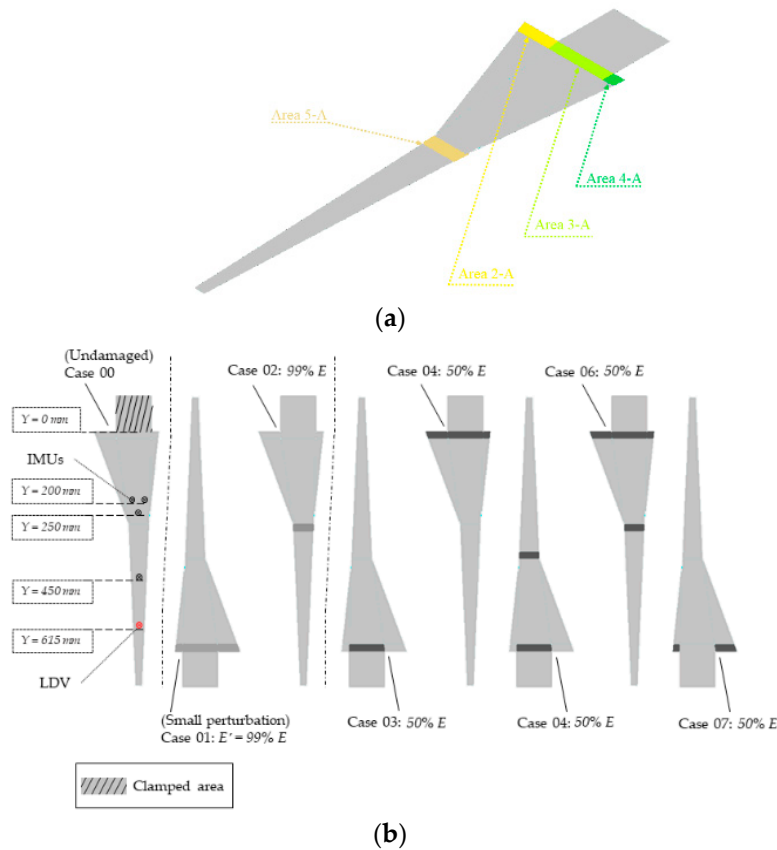 Area 5-A
Area 4-A
Area 3-A
Area 2-A
(a)
(Undamaged)
Case 00
Case 02: 99% E
Case 04: 50% E
Case 06: 50% E
Y = 0 mm
IMUs
Y = 200 mm
Y = 250 mm
Y = 450 mm
Y = 615 mm
LDV
(Small perturbation)
Case 01: E' = 99% E
Case 03: 50% E
Case 04: 50% E
Case 07: 50% E
Clamped area
(b)